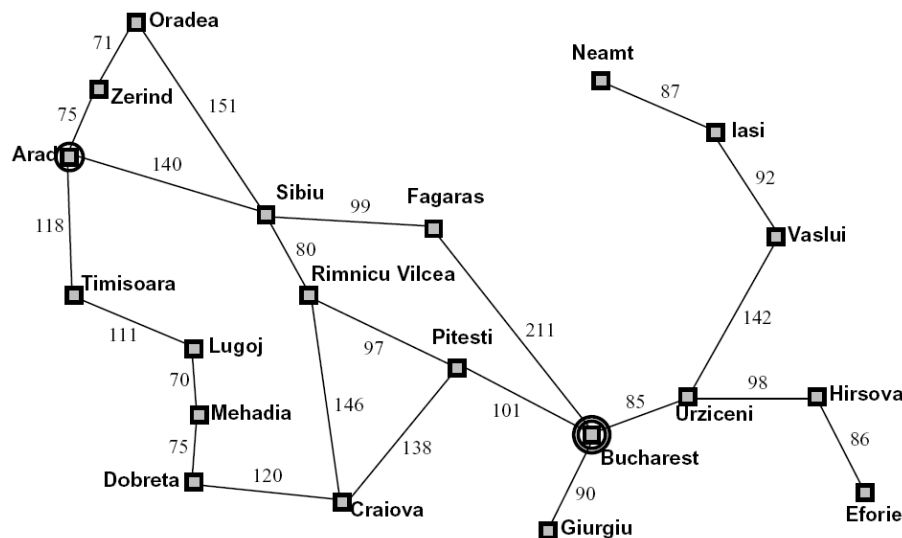 Oradea
71
Neamt
87
Zerind
151
75
Iasi
Arad
140
92
Sibiu
Fagaras
99
118
80
Vaslui
Timisoara
Rimnicu Vilcea
211
142
111
Lugoj
97
Pitesti
70
98
Hirsova
146
101
85
Urziceni
Mehadia
138
75
86
Bucharest
Dobreta
120
90
Craiova
Giurgiu
Eforie